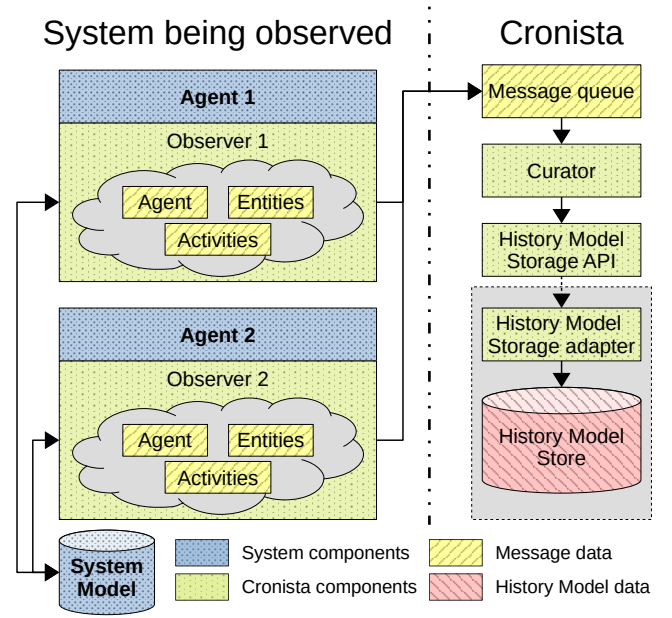 System being observed
Cronista
Agent 1
Observer 1
Agent
Entities
Activities
Agent 2
Observer 2
Agent
Entities
Activities
System
Model
Message queue
Curator
History Model
Storage API
History Model
Storage adapter
History Model
Store
System components
Cronista components
Message data
History Model data